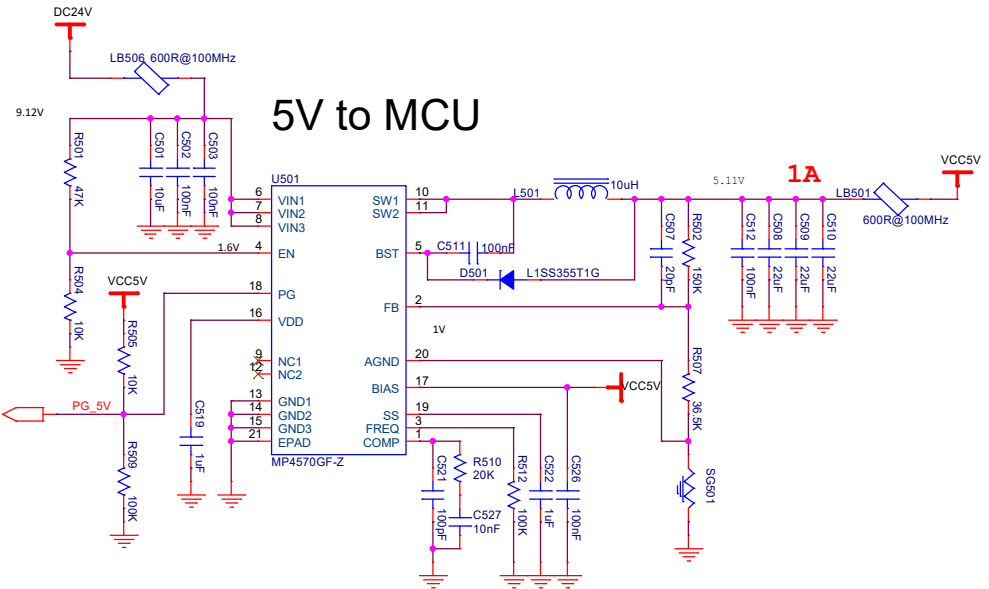 DC24V
LB506 600R@100MHz
9.12V
5V to MCU
R501
47K
C501
10uF
C502
100nF
C503
100nF
U501
6
VIN1
7
VIN2
8
VIN3
1.6V
4
EN
18
PG
16
VDD
9
NC1
12
NC2
13
GND1
14
GND2
15
GND3
21
EPAD
MP4570GF-Z
SW1
10
SW2
11
BST
5
FB
2
AGND
20
BIAS
17
SS
19
FREQ
3
COMP
1
L501
10uH
C511
100nF
D501
L1SS355T1G
1V
5.11V
1A
LB501
600R@100MHz
VCC5V
C507
20pF
R502
150K
C512
100nF
C508
22uF
C509
22uF
C510
22uF
R507
36.5K
VCC5V
SG501
R504
10K
VCC5V
R505
10K
PG_5V
R509
100K
C519
1uF
C521
100pF
R510
20K
C527
10nF
R512
100K
C522
1uF
C526
100nF